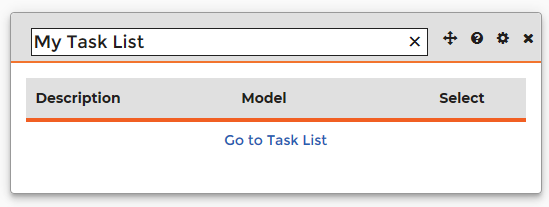 My Task List
Description Model Select
Go to Task List